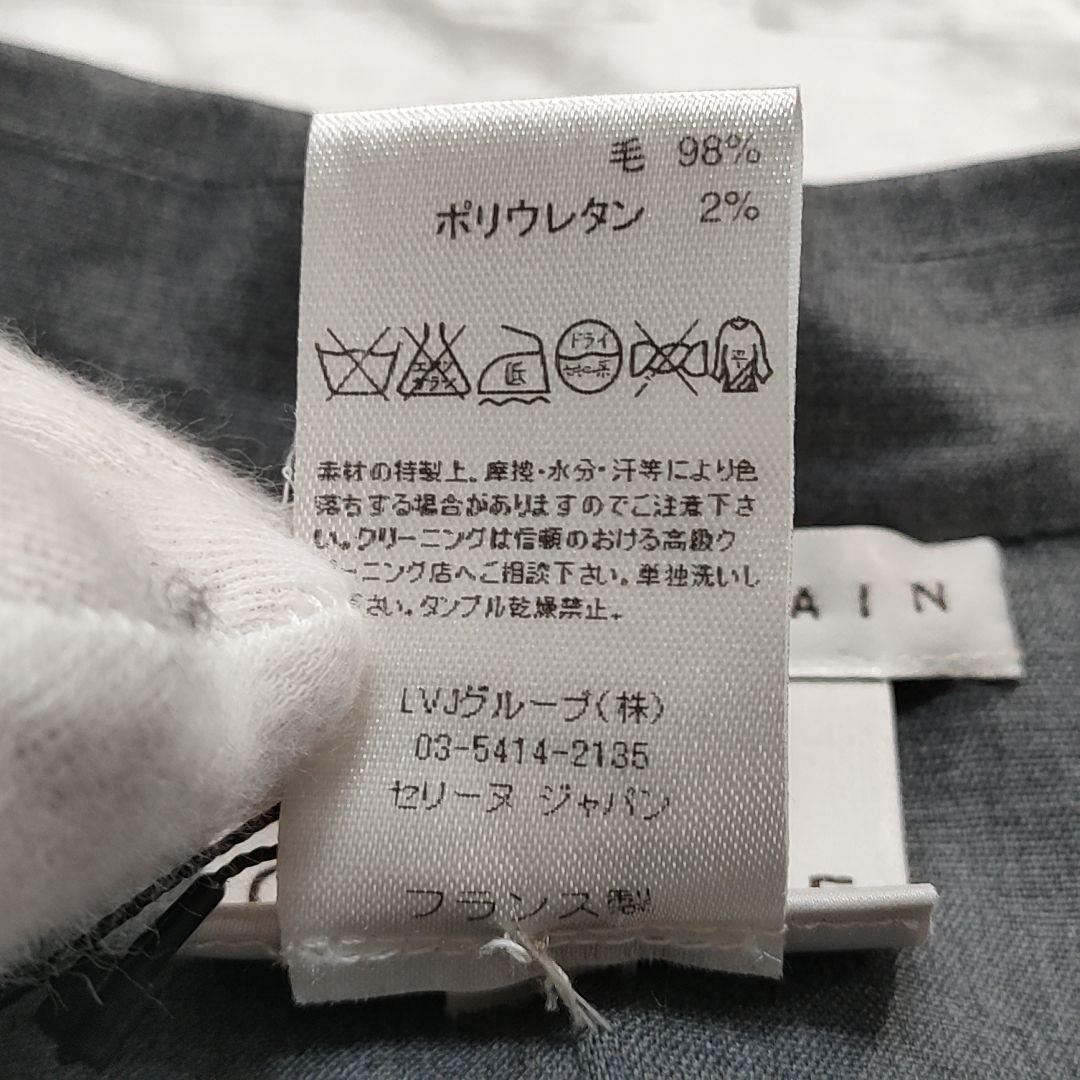 毛 98%
ポリウレタン 2%
低
ドライ
素材の特製上。摩擦・水分・汗等により色
落ちする場合がありますのでご注意下さ
い。クリーニングは信頼のおける高級ク
ーニング店へご相談下さい。単独洗いし
さい。タンブル乾燥禁止。
AIN
LVJグループ(株)
03-5414-2135
セリーヌ ジャパン
フランス製